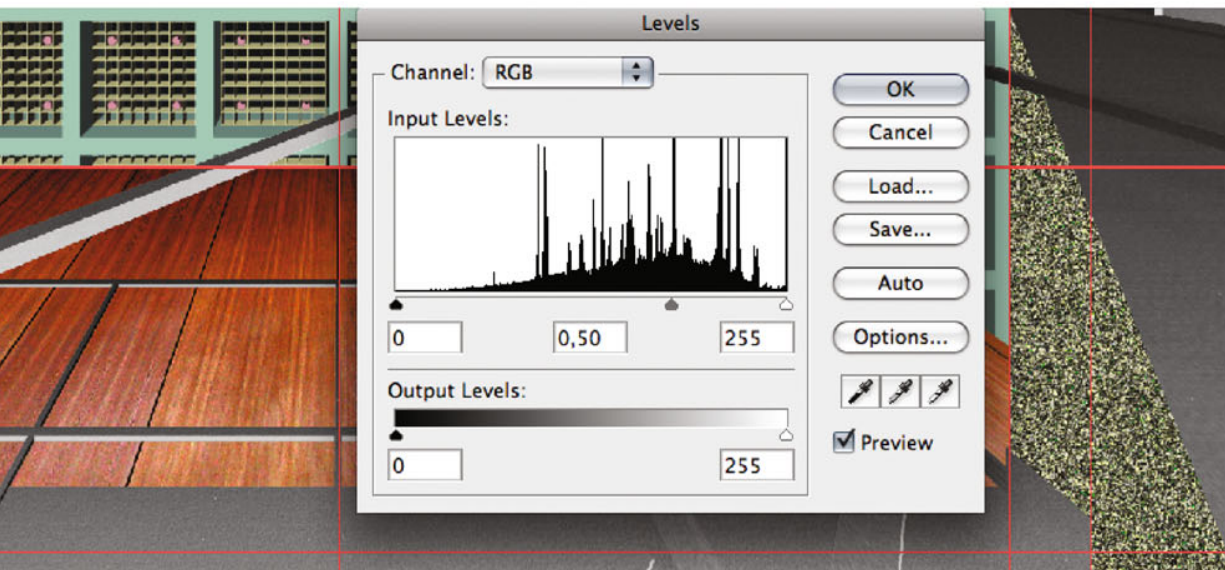 Levels
Channel: RGB
Input Levels:
0 0,50 255
Output Levels:
0 255
OK
Cancel
Load...
Save...
Auto
Options...
Preview